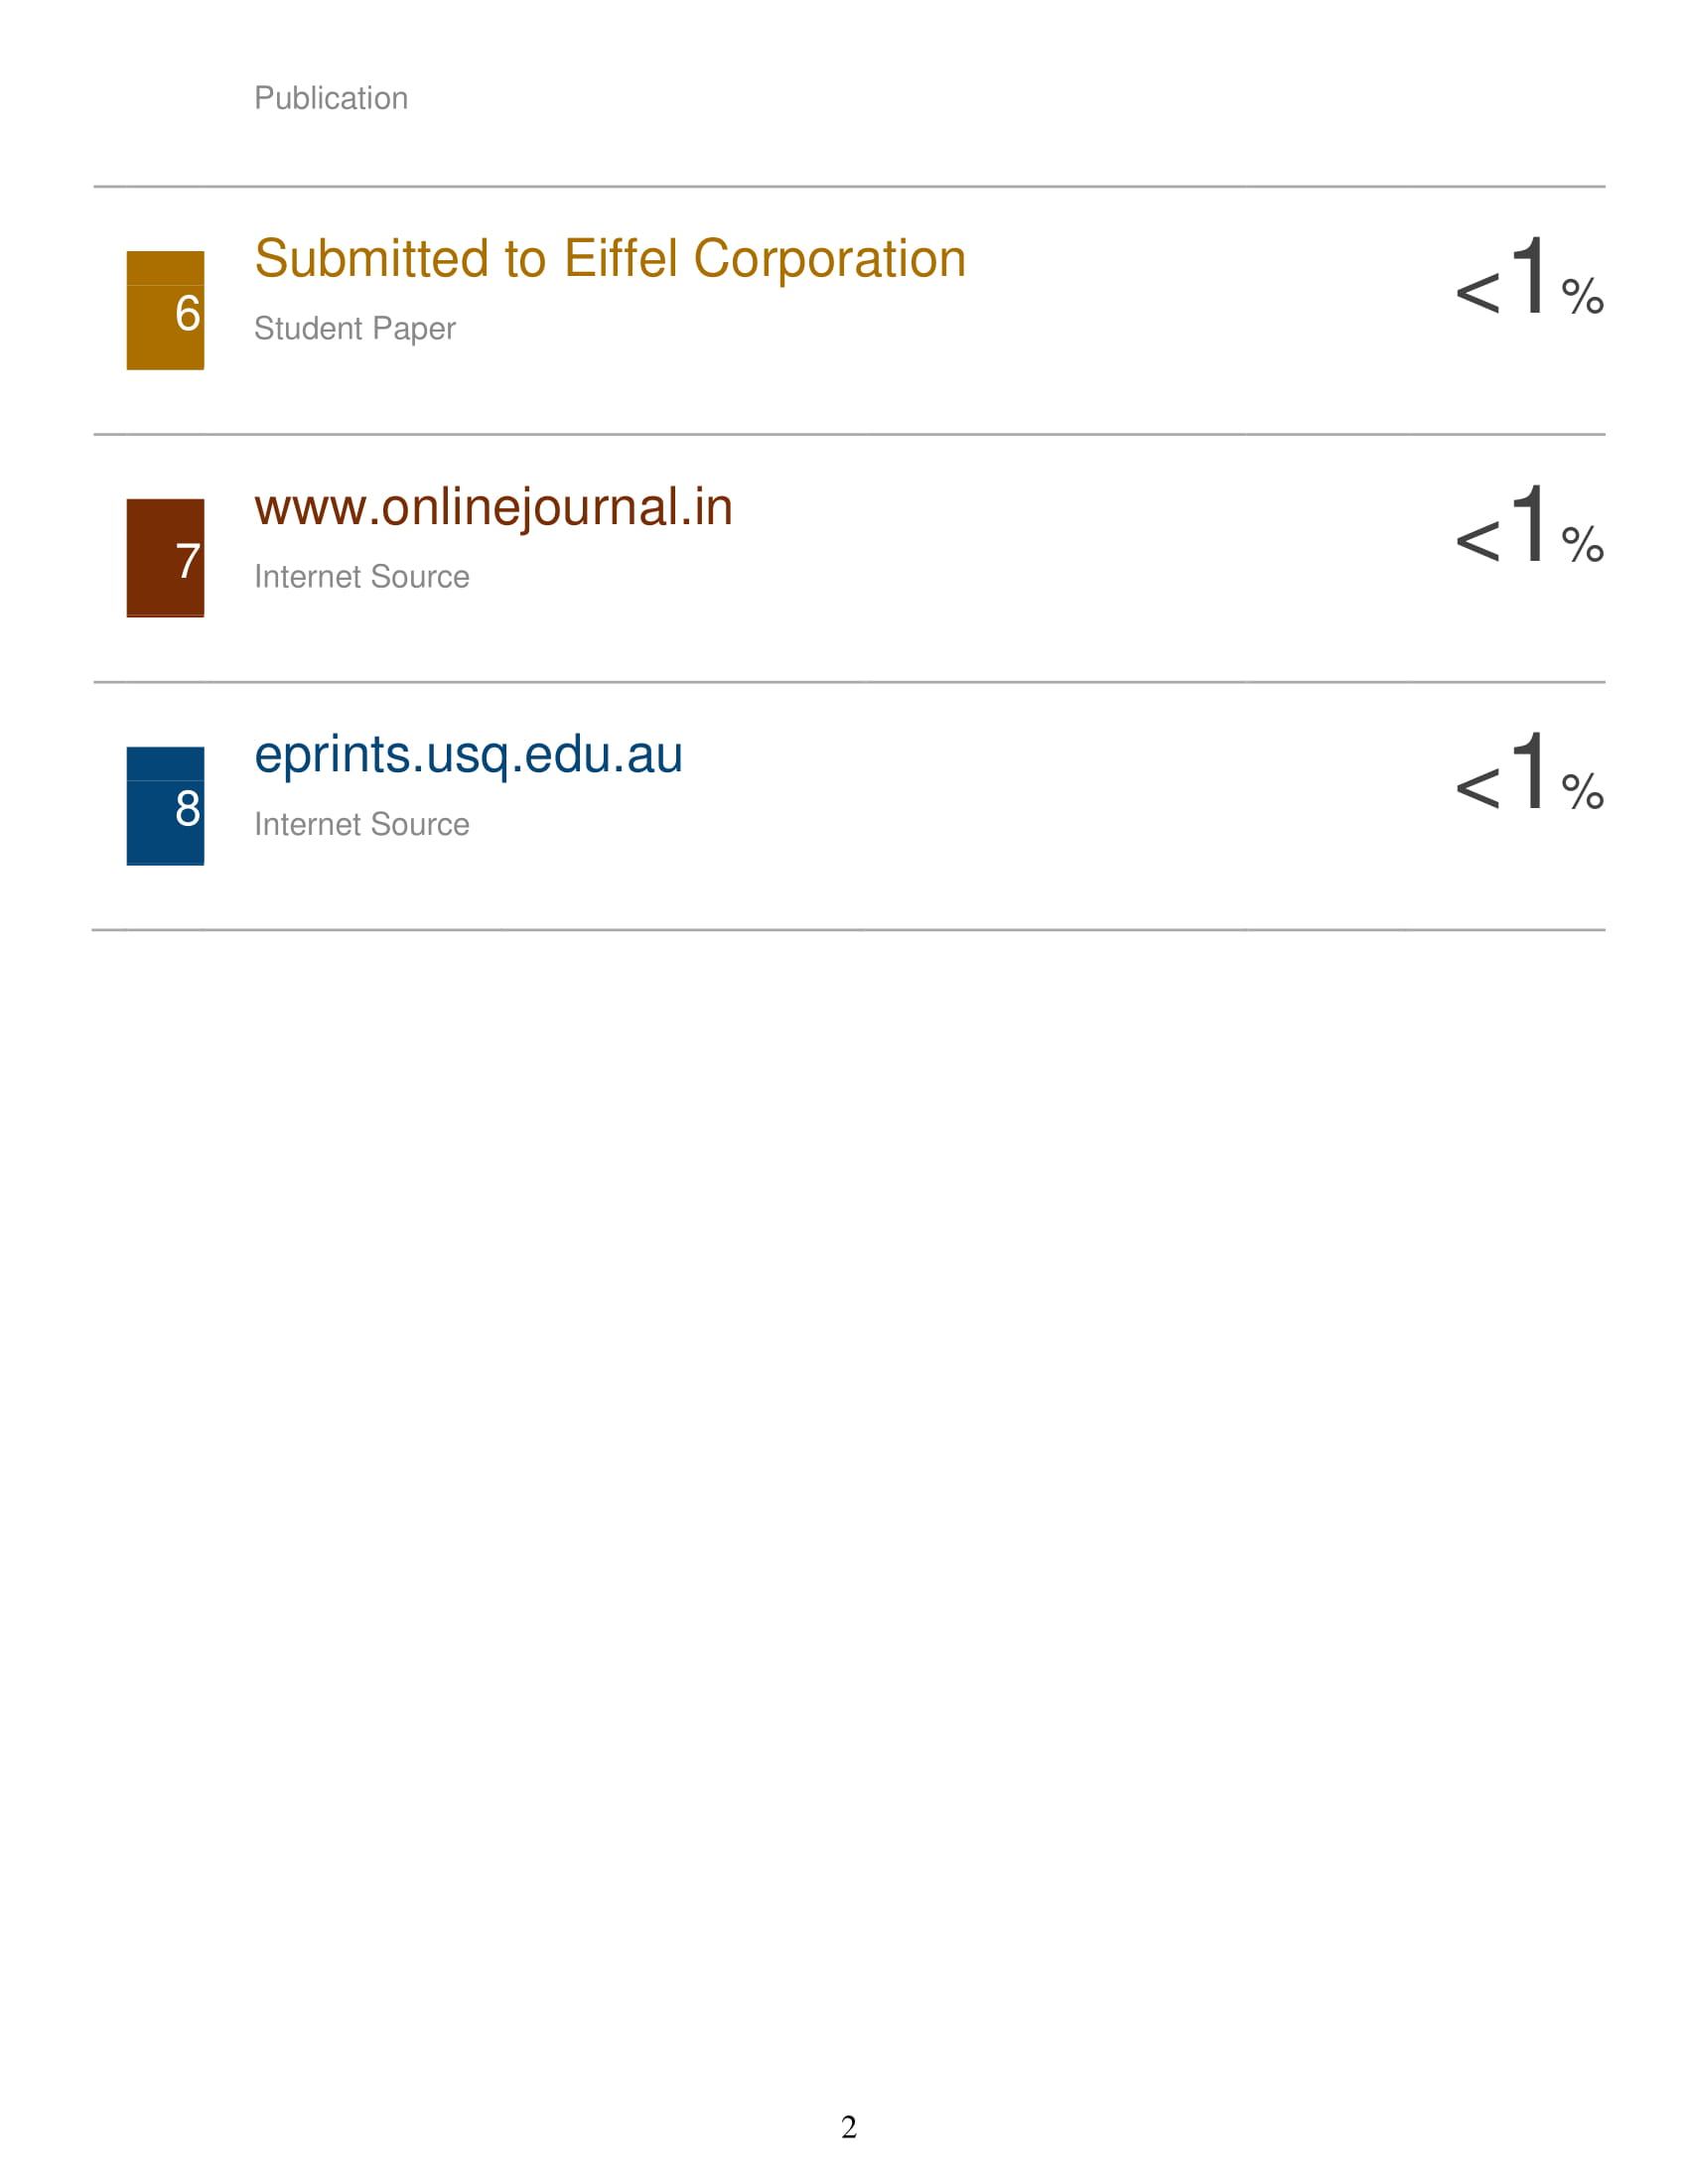 Publication
6
Submitted to Eiffel Corporation
<1%
Student Paper
7
www.onlinejournal.in
<1%
Internet Source
8
eprints.usq.edu.au
<1%
Internet Source
2